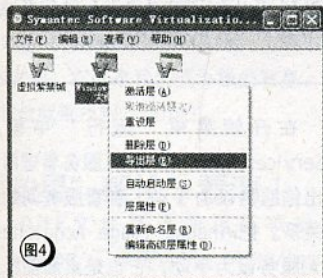 Symantec Software Virtualizatio...
文件(F) 编辑(E) 查看(V) 帮助(H)
虚拟紫禁城
Window
激活层(A)
重设层
删除层(D)
导出层(E)
自动启动层(S)
层属性(P)
重新命名层(R)
编辑高级层属性(D)...
图4